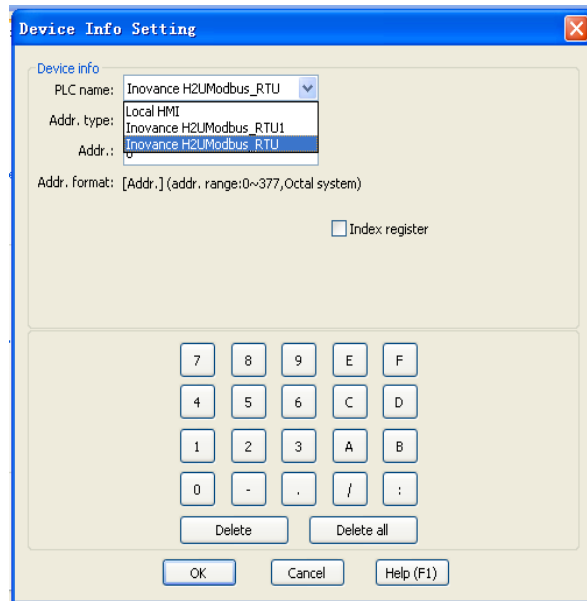 Device Info Setting
Device info
PLC name: Inovance H2UModbus_RTU
Local HMI
Addr. type: Inovance H2UModbus_RTU1
Inovance H2UModbus_RTU
Addr.:
Addr. format: [Addr.] (addr. range:0~377,Octal system)
Index register
7 8 9 E F
4 5 6 C D
1 2 3 A B
0 - . / :
Delete Delete all
OK Cancel Help (F1)